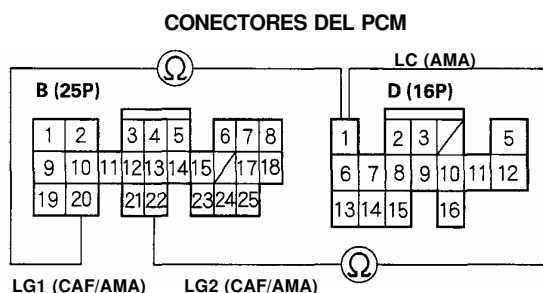 CONECTORES DEL PCM
Ω
LC (AMA)
B (25P)
D (16P)
1 2 3 4 5 6 7 8
9 10 11 12 13 14 15 17 18
19 20 21 22 23 24 25
1 2 3 5
6 7 8 9 10 11 12
13 14 15 16
Ω
LG1 (CAF/AMA) LG2 (CAF/AMA)